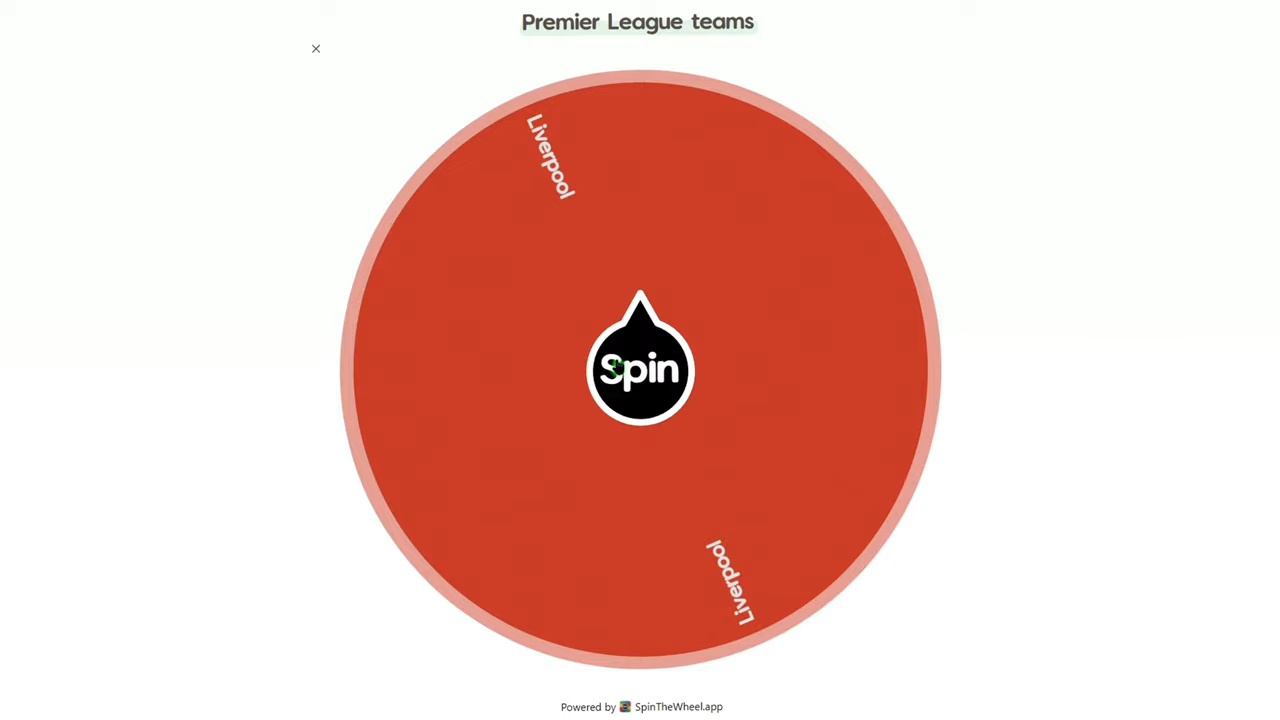 Premier League teams
Liverpool
Spin
Liverpool
Powered by SpinTheWheel.app